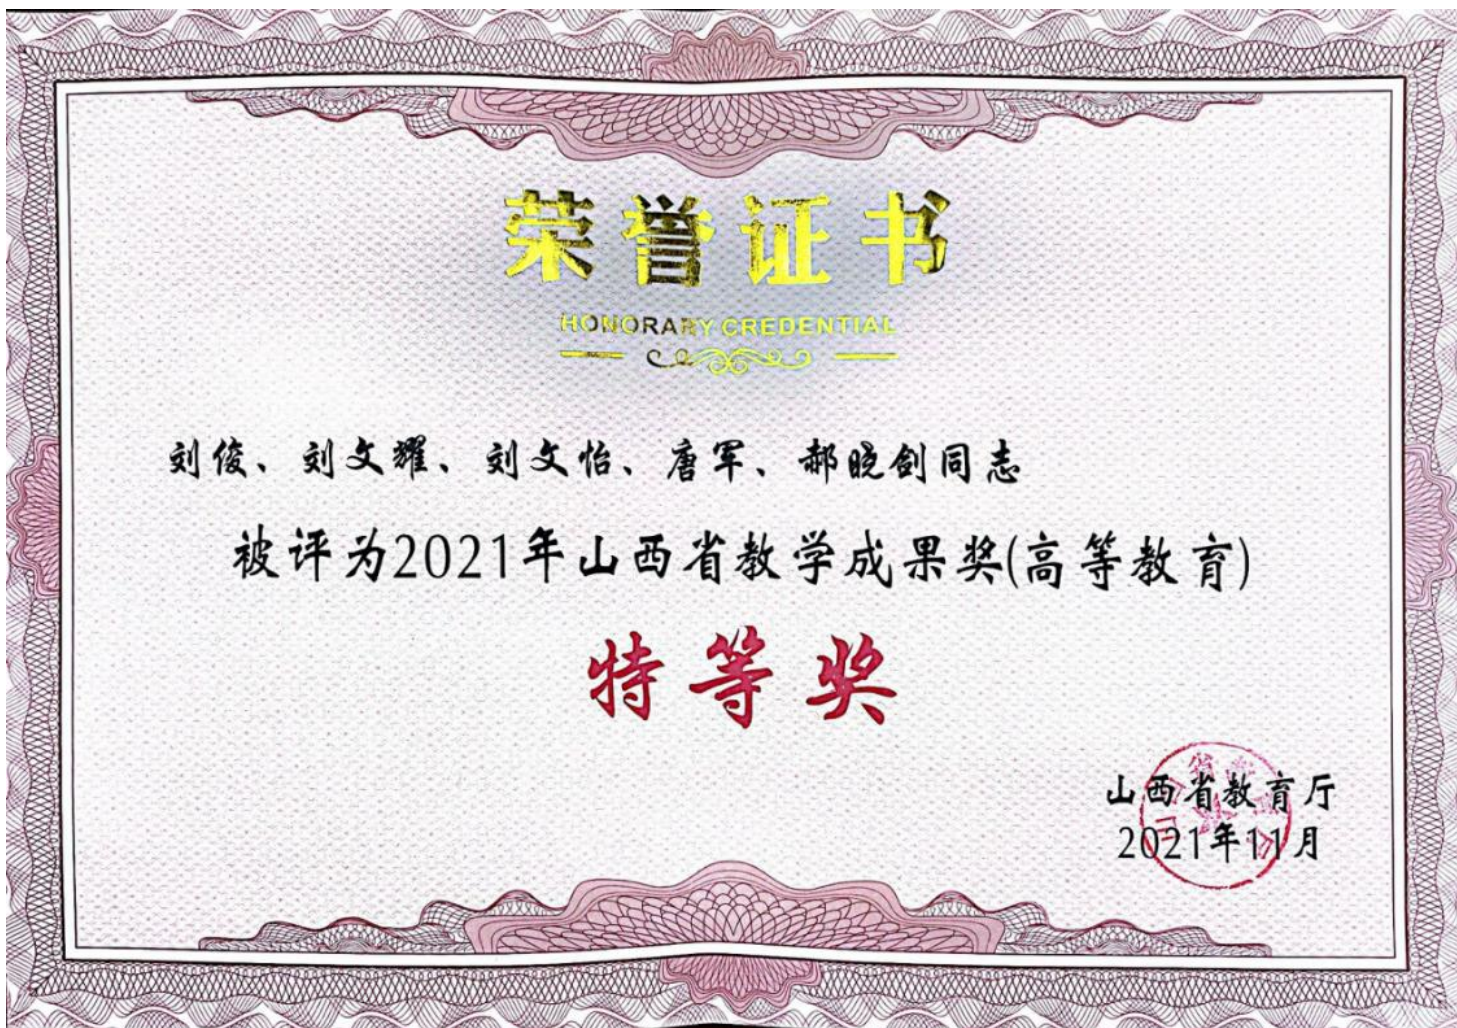 荣誉证书
HONORARY CREDENTIAL
刘俊、刘文耀、刘文怡、唐军、郝晓剑同志
被评为2021年山西省教学成果奖(高等教育)
特等奖
山西省教育厅
2021年11月